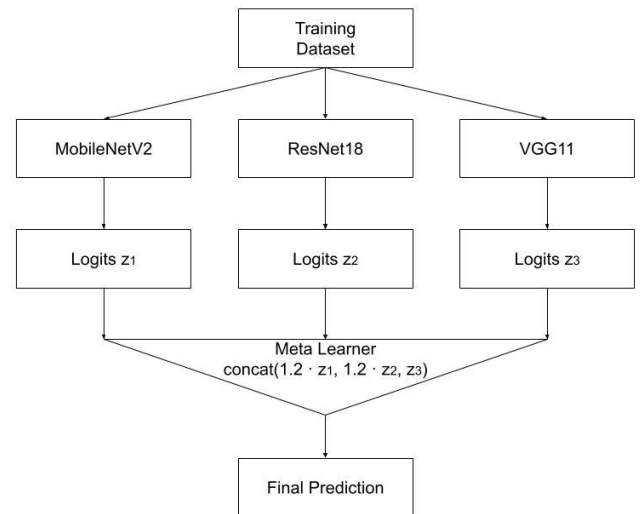 Training
Dataset
MobileNetV2
ResNet18
VGG11
Logits z1
Logits z2
Logits z3
Meta Learner
concat(1.2 · z1, 1.2 · z2, z3)
Final Prediction